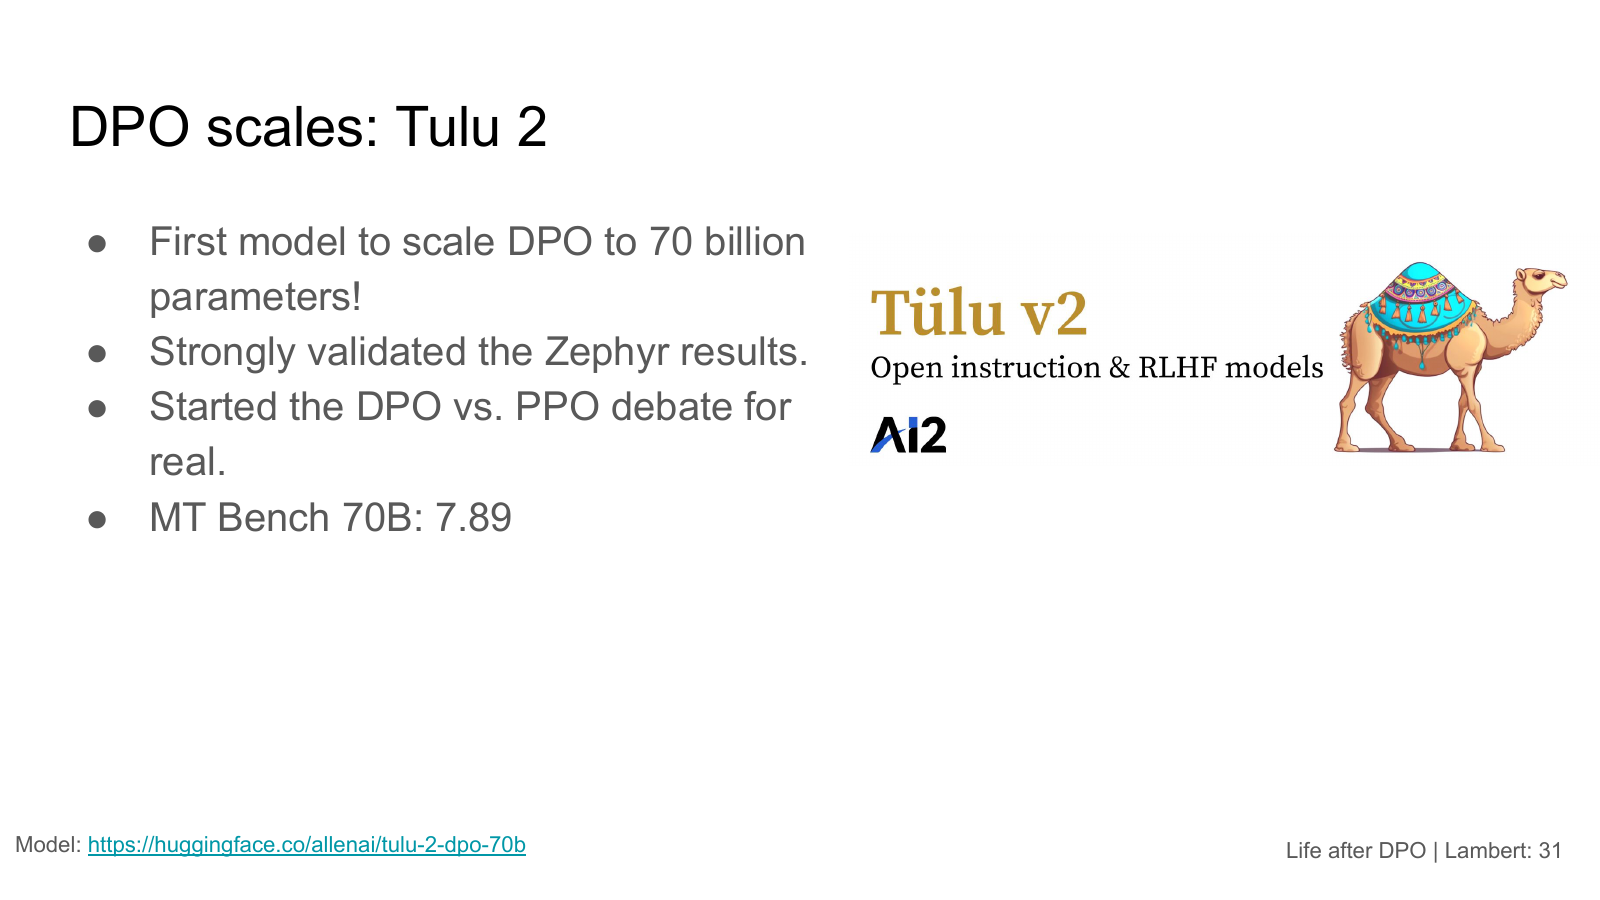 DPO scales: Tulu 2
● First model to scale DPO to 70 billion
parameters!
● Strongly validated the Zephyr results.
● Started the DPO vs. PPO debate for
real.
● MT Bench 70B: 7.89
Tülu v2
Open instruction & RLHF models
Ai2
Model: https://huggingface.co/allenai/tulu-2-dpo-70b
Life after DPO | Lambert: 31